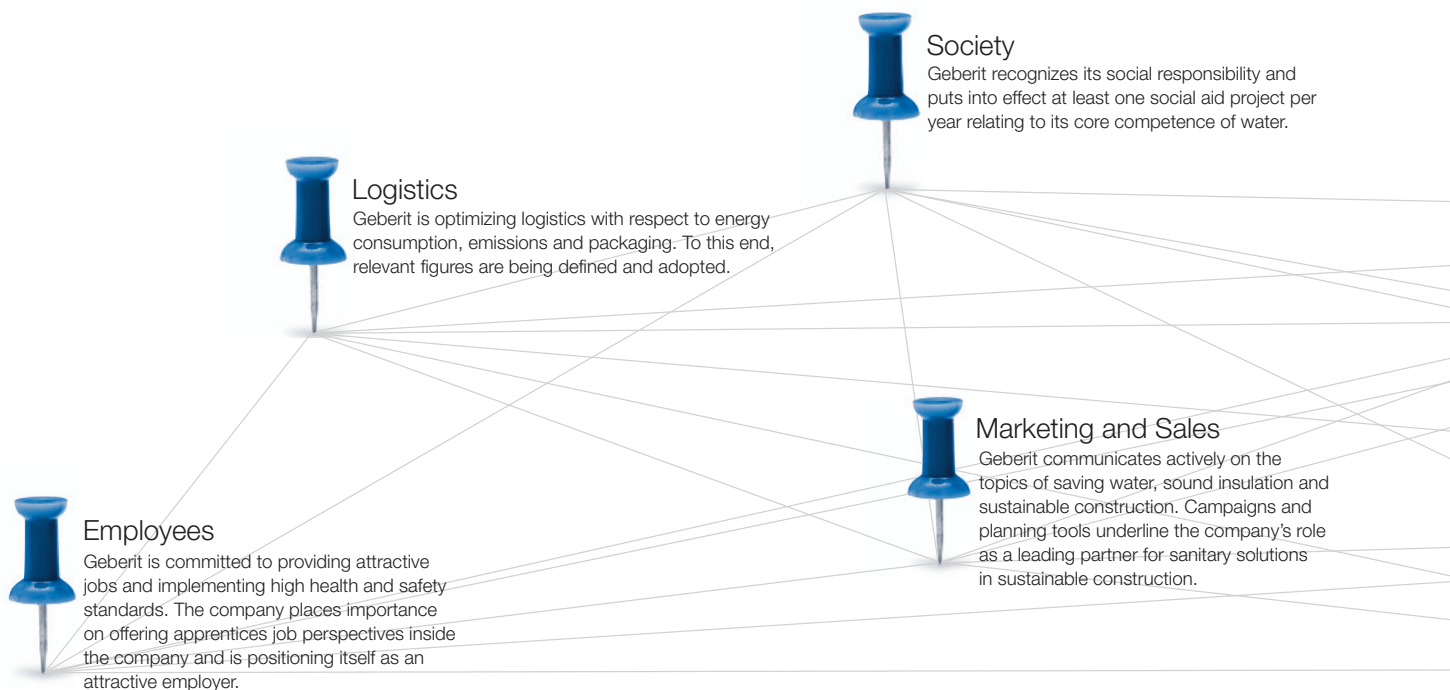 Society
Geberit recognizes its social responsibility and
puts into effect at least one social aid project per
year relating to its core competence of water.
Logistics
Geberit is optimizing logistics with respect to energy
consumption, emissions and packaging. To this end,
relevant figures are being defined and adopted.
Marketing and Sales
Geberit communicates actively on the
topics of saving water, sound insulation and
sustainable construction. Campaigns and
planning tools underline the company’s role
as a leading partner for sanitary solutions
in sustainable construction.
Employees
Geberit is committed to providing attractive
jobs and implementing high health and safety
standards. The company places importance
on offering apprentices job perspectives inside
the company and is positioning itself as an
attractive employer.